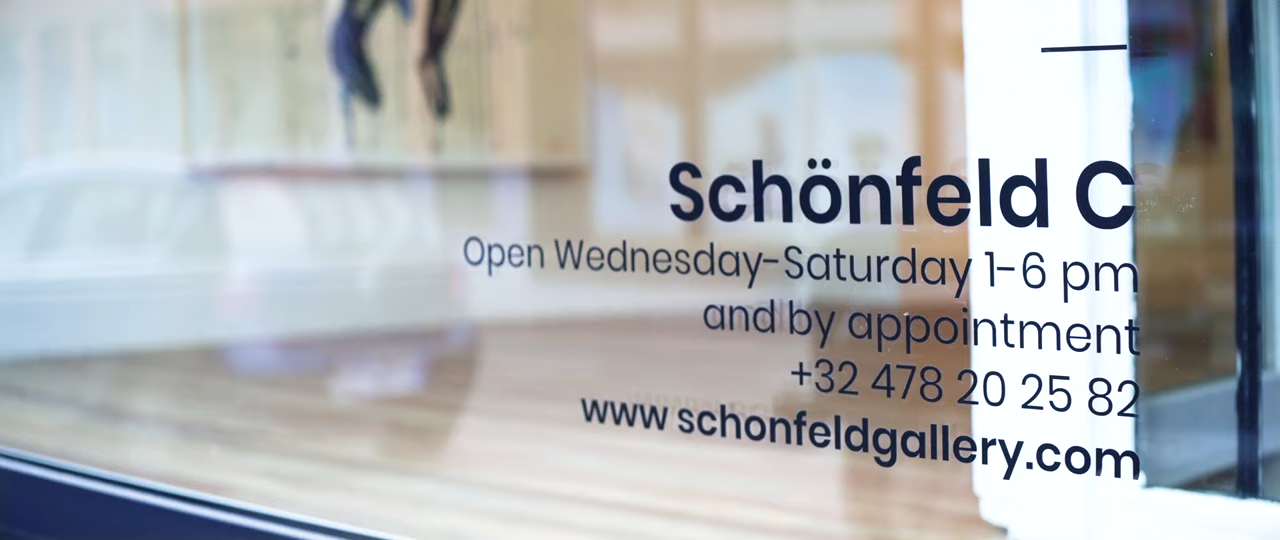 Schönfeld C
Open Wednesday-Saturday 1-6 pm
and by appointment
+32 478 20 25 82
www schonfeldgallery.com